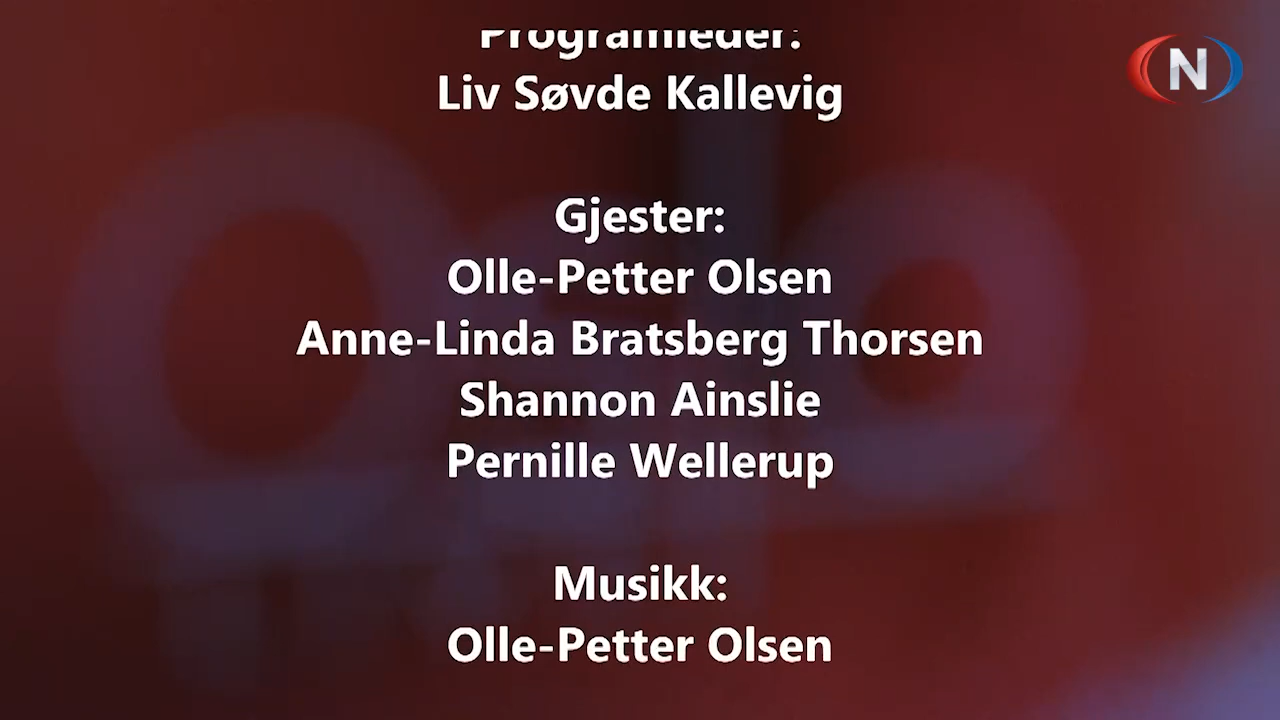 Programleder:
Liv Søvde Kallevig
Gjester:
Olle-Petter Olsen
Anne-Linda Bratsberg Thorsen
Shannon Ainslie
Pernille Wellerup
Musikk:
Olle-Petter Olsen
N